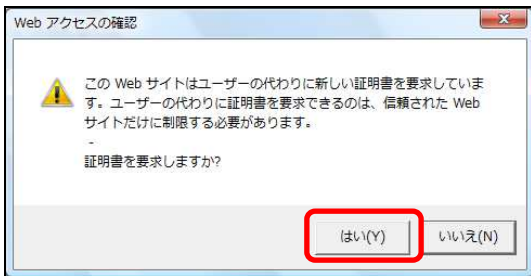 Web アクセスの確認
この Web サイトはユーザーの代わりに新しい証明書を要求していま
す。ユーザーの代わりに証明書を要求できるのは、信頼された Web
サイトだけに制限する必要があります。
-
証明書を要求しますか?
はい(Y)
いいえ(N)